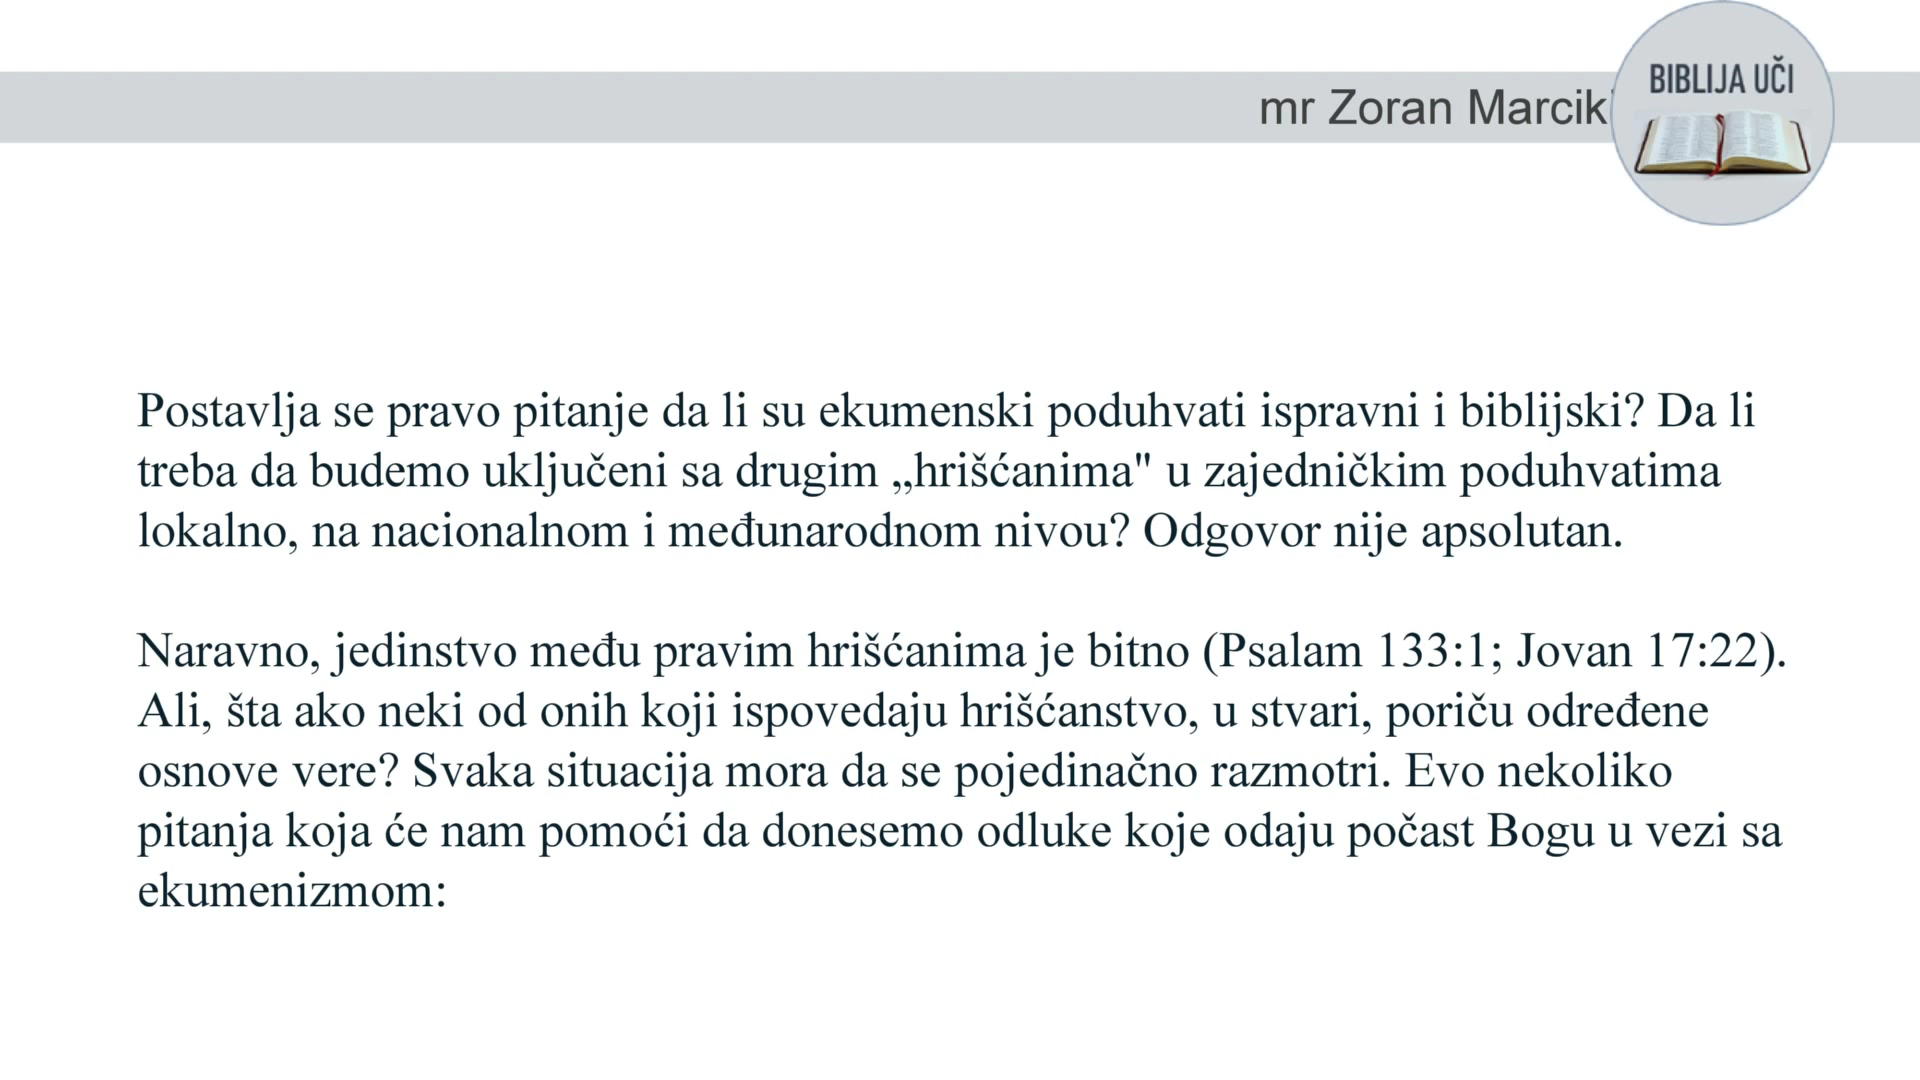 mr Zoran Marcik
BIBLIJA UČI
Postavlja se pravo pitanje da li su ekumenski poduhvati ispravni i biblijski? Da li
treba da budemo uključeni sa drugim „hrišćanima" u zajedničkim poduhvatima
lokalno, na nacionalnom i međunarodnom nivou? Odgovor nije apsolutan.
Naravno, jedinstvo među pravim hrišćanima je bitno (Psalam 133:1; Jovan 17:22).
Ali, šta ako neki od onih koji ispovedaju hrišćanstvo, u stvari, poriču određene
osnove vere? Svaka situacija mora da se pojedinačno razmotri. Evo nekoliko
pitanja koja će nam pomoći da donesemo odluke koje odaju počast Bogu u vezi sa
ekumenizmom: